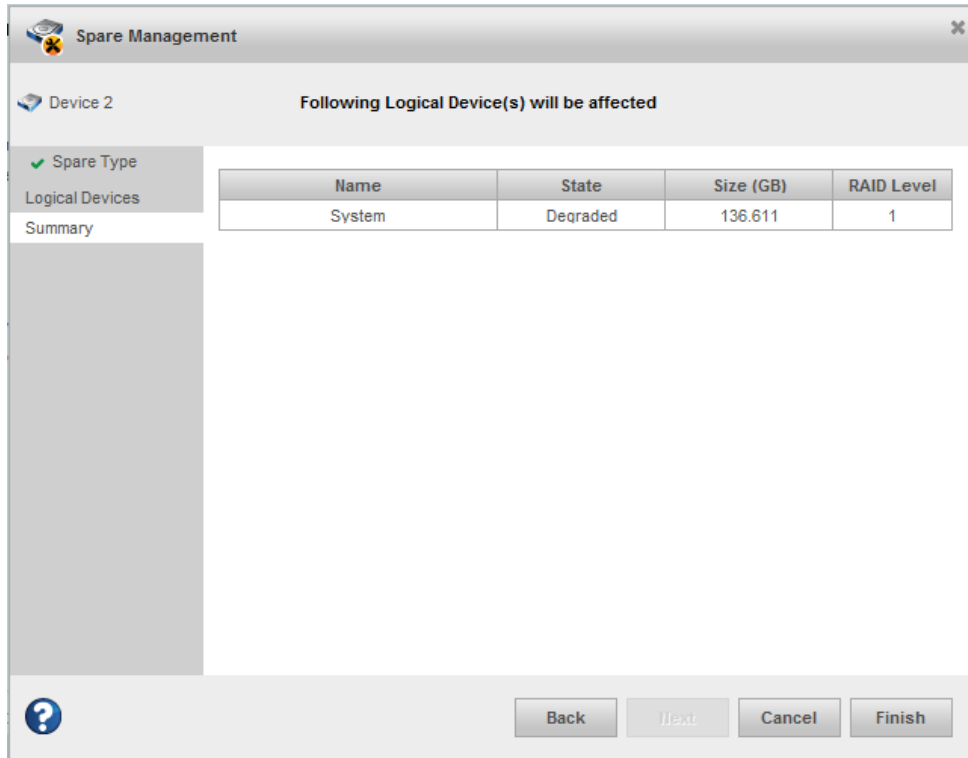 Spare Management
Device 2
Following Logical Device(s) will be affected
Spare Type
Logical Devices
Summary
Name State Size (GB) RAID Level
System Degraded 136.611 1
Back Next Cancel Finish